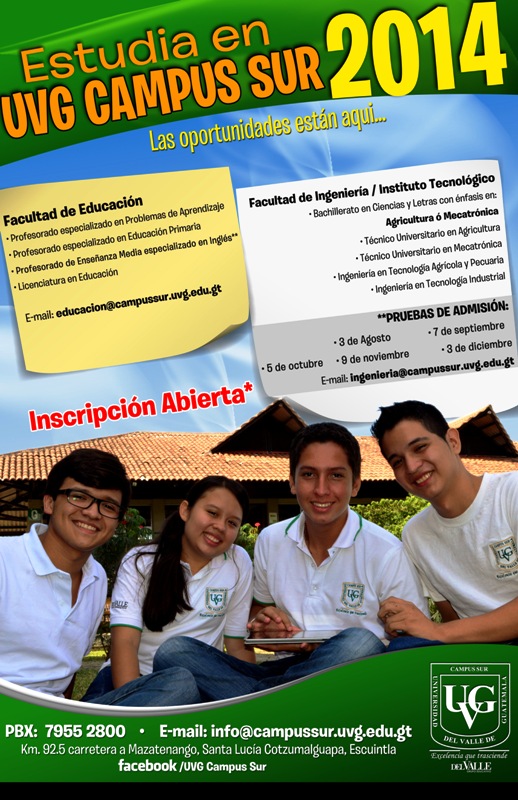 Estudia en
UVG CAMPUS SUR 2014
Las oportunidades están aquí...
Facultad de Educación
• Profesorado especializado en Problemas de Aprendizaje
• Profesorado especializado en Educación Primaria
• Profesorado de Enseñanza Media especializado en Inglés**
• Licenciatura en Educación
E-mail: educacion@campussur.uvg.edu.gt
Facultad de Ingeniería / Instituto Tecnológico
• Bachillerato en Ciencias y Letras con énfasis en:
Agricultura ó Mecatrónica
• Técnico Universitario en Agricultura
• Técnico Universitario en Mecatrónica
• Ingeniería en Tecnología Agrícola y Pecuaria
• Ingeniería en Tecnología Industrial
**PRUEBAS DE ADMISIÓN:
• 3 de Agosto • 7 de septiembre
• 5 de octubre • 9 de noviembre • 3 de diciembre
E-mail: ingenieria@campussur.uvg.edu.gt
Inscripción Abierta*
UVG
DEL VALLE
UVG
UVG
PBX: 7955 2800 • E-mail: info@campussur.uvg.edu.gt
Km. 92.5 carretera a Mazatenango, Santa Lucía Cotzumalguapa, Escuintla
facebook /UVG Campus Sur
CAMPUS SUR
UNIVERSIDAD
UVG
GUATEMALA
DEL VALLE DE
Excelencia que trasciende
DEL VALLE